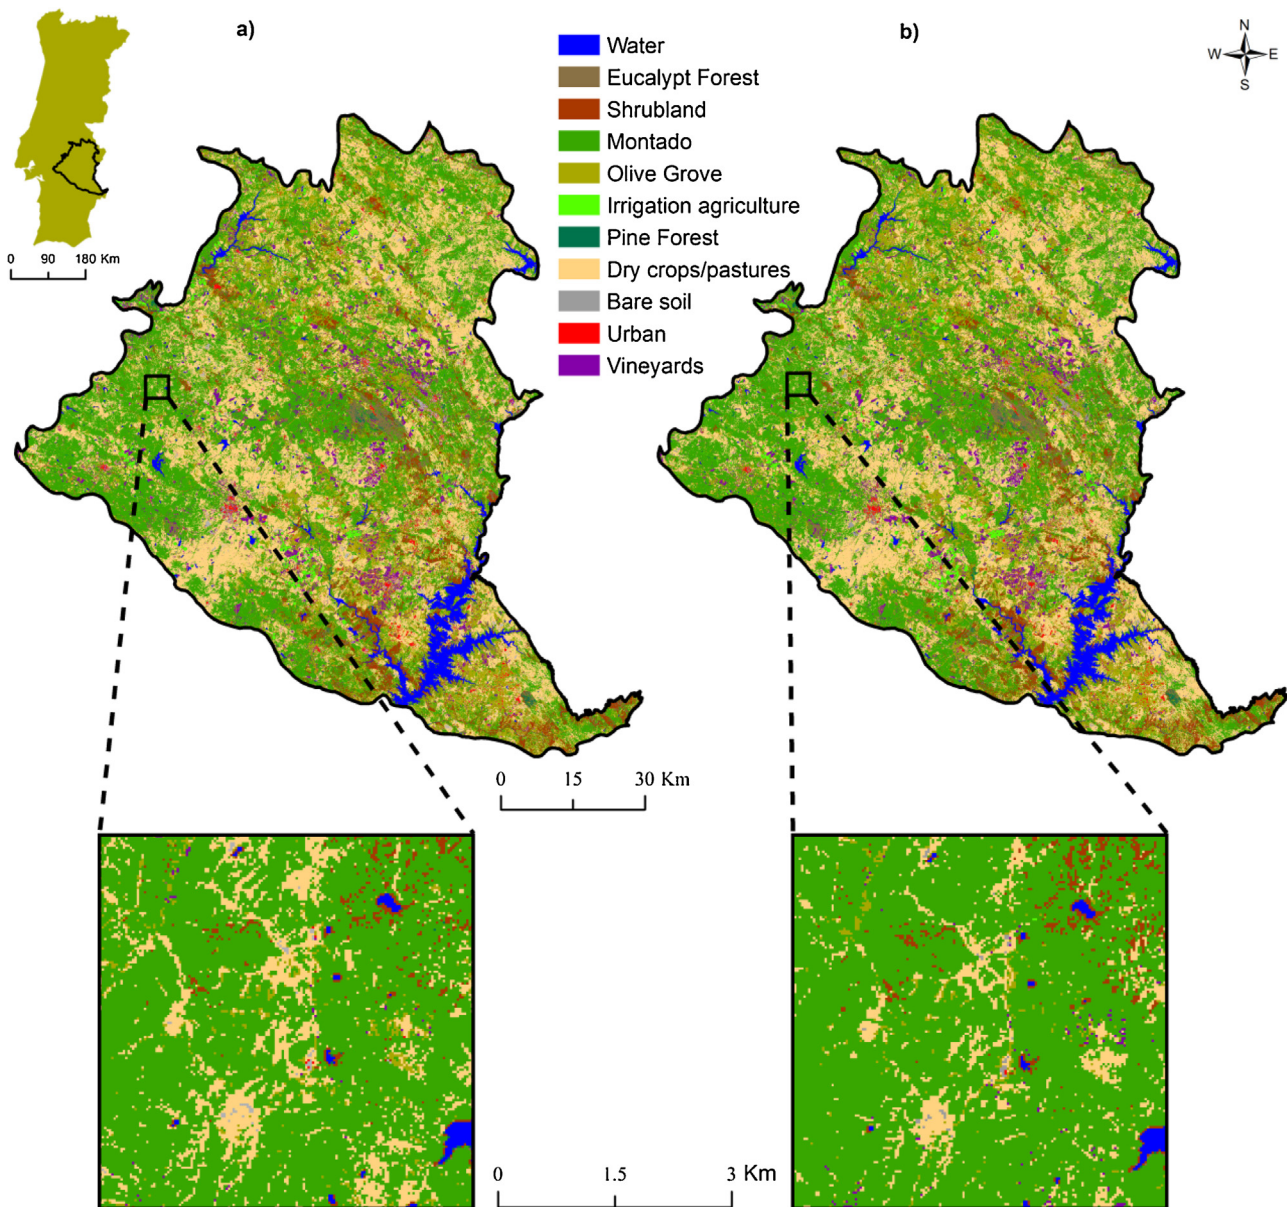 a)
b)
N
W E
S
Water
Eucalypt Forest
Shrubland
Montado
Olive Grove
Irrigation agriculture
Pine Forest
Dry crops/pastures
Bare soil
Urban
Vineyards
0 90 180 Km
0 15 30 Km
0 1.5 3 Km